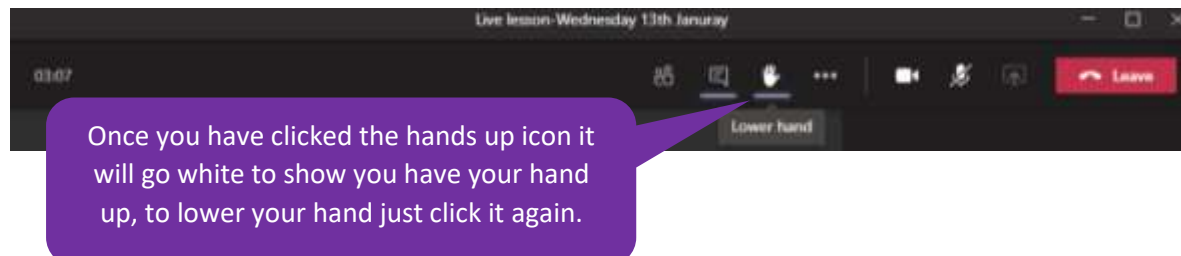 Live lesson-Wednesday 13th Januray
03:07
Leave
Lower hand
Once you have clicked the hands up icon it
will go white to show you have your hand
up, to lower your hand just click it again.